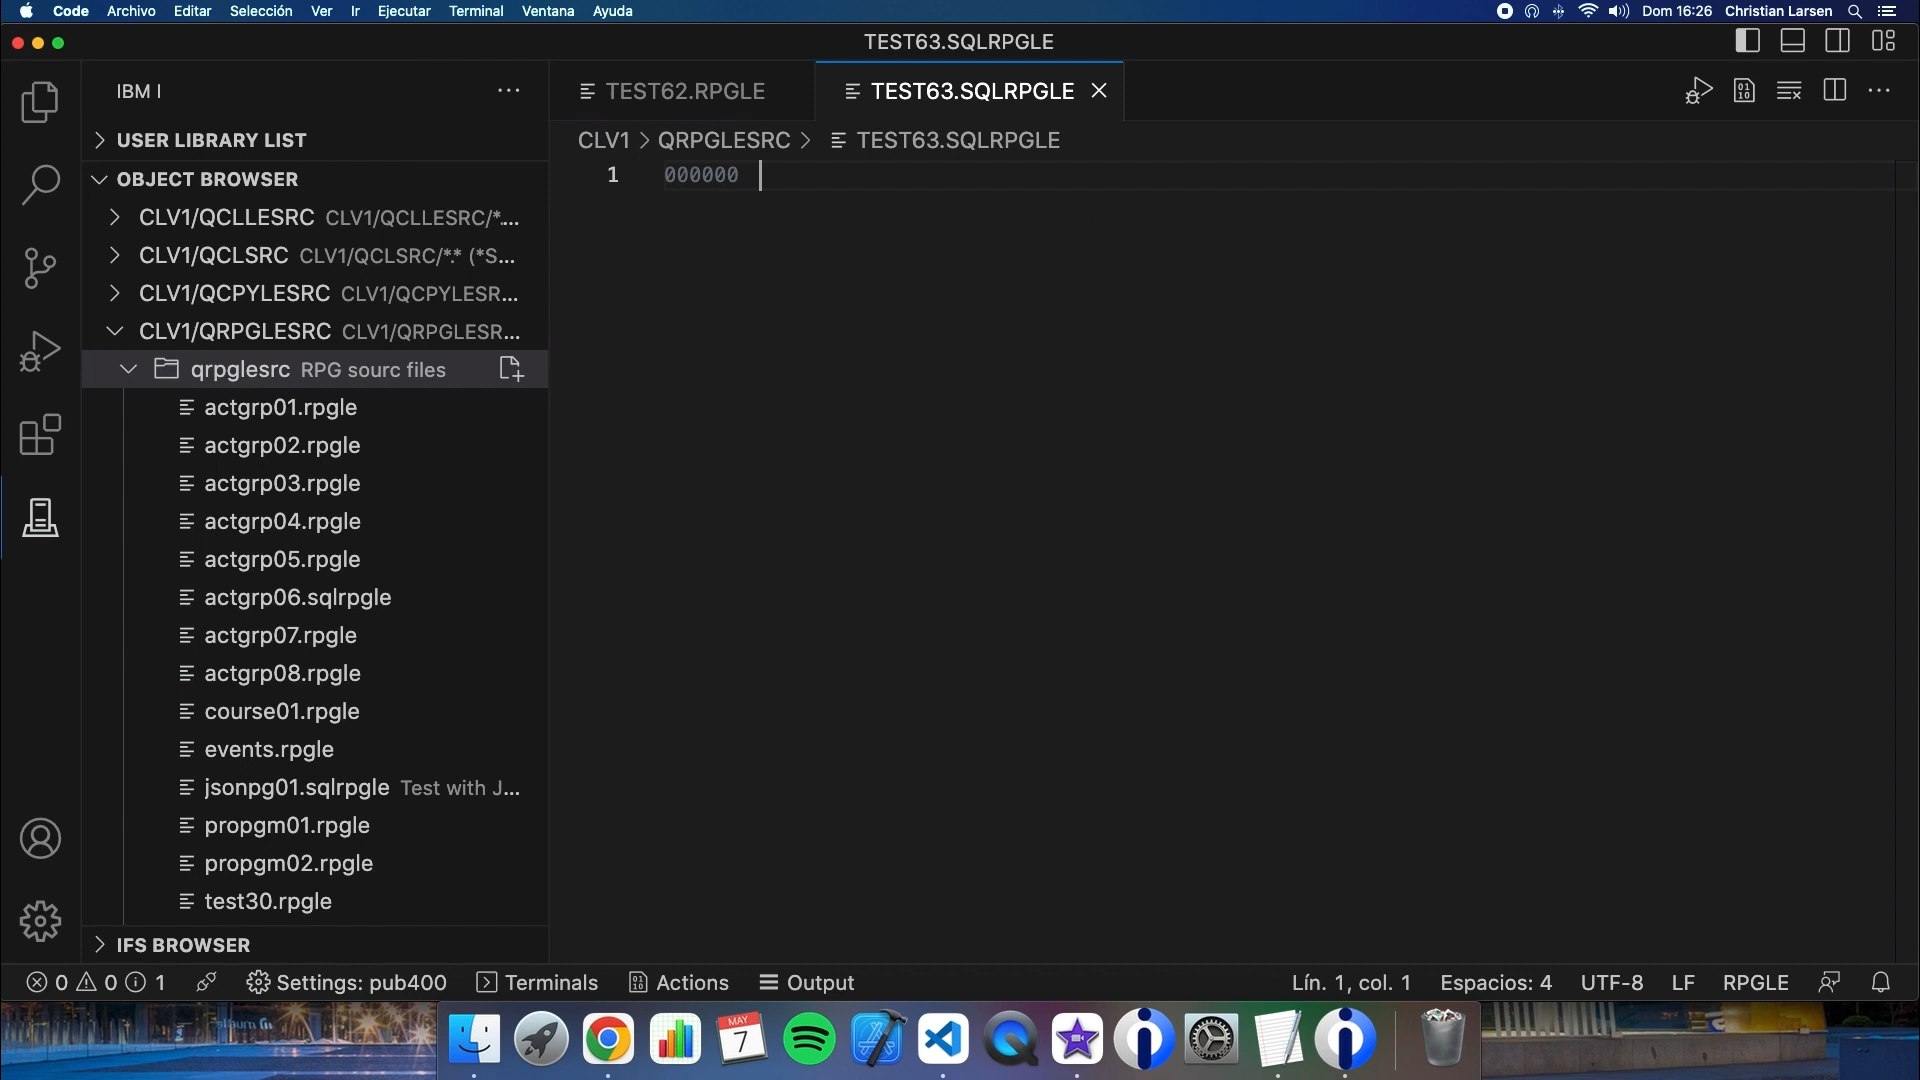 Code Archivo Editar Selección Ver Ir Ejecutar Terminal Ventana Ayuda Dom 16:26 Christian Larsen
TEST63.SQLRPGLE
IBM I
USER LIBRARY LIST
OBJECT BROWSER
CLV1/QCLLESRC CLV1/QCLLESRC/*....
CLV1/QCLSRC CLV1/QCLSRC/*.* (*S...
CLV1/QCPYLESRC CLV1/QCPYLESR...
CLV1/QRPGLESRC CLV1/QRPGLESR...
qrpglesrc RPG sourc files
actgrp01.rpgle
actgrp02.rpgle
actgrp03.rpgle
actgrp04.rpgle
actgrp05.rpgle
actgrp06.sqlrpgle
actgrp07.rpgle
actgrp08.rpgle
course01.rpgle
events.rpgle
jsonpg01.sqlrpgle Test with J...
propgm01.rpgle
propgm02.rpgle
test30.rpgle
IFS BROWSER
TEST62.RPGLE TEST63.SQLRPGLE
CLV1 > QRPGLESRC > TEST63.SQLRPGLE
1 000000
0 0 1 Settings: pub400 Terminals Actions Output Lín. 1, col. 1 Espacios: 4 UTF-8 LF RPGLE
MAY
7